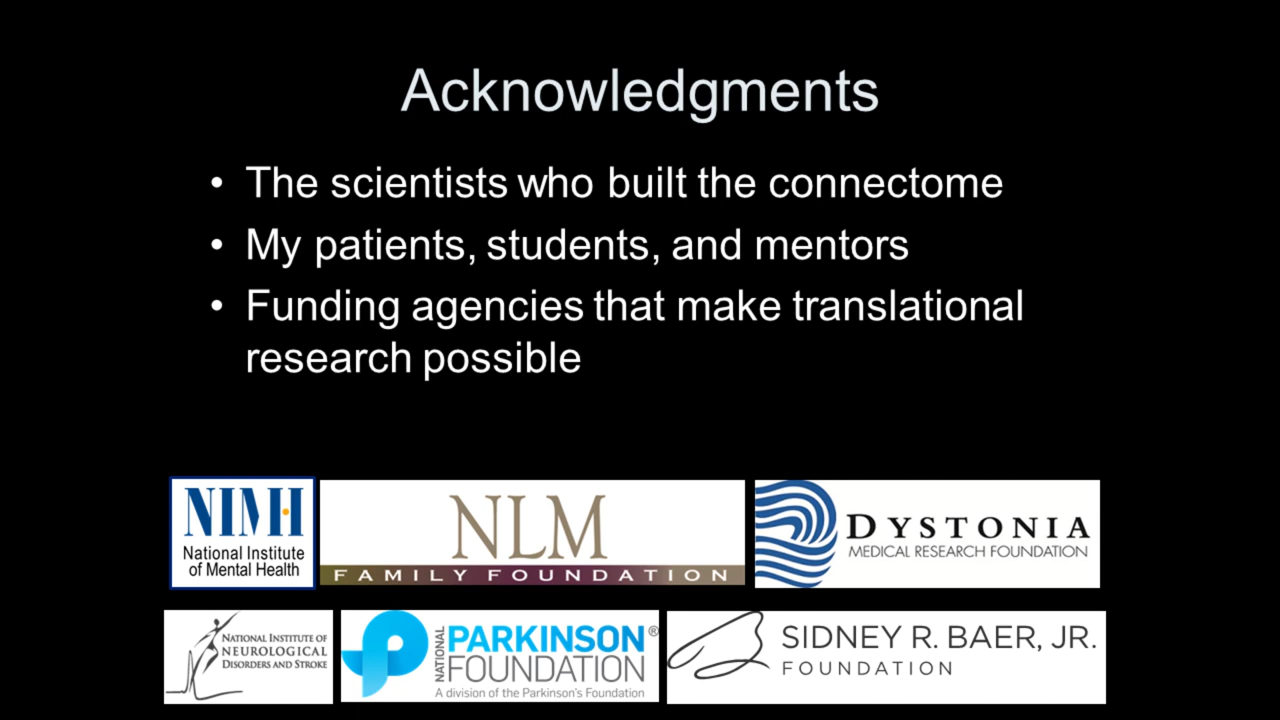 Acknowledgments
• The scientists who built the connectome
• My patients, students, and mentors
• Funding agencies that make translational
research possible
NIMH
National Institute
of Mental Health
NLM
FAMILY FOUNDATION
DYSTONIA
MEDICAL RESEARCH FOUNDATION
NATIONAL INSTITUTE OF
NEUROLOGICAL
DISORDERS AND STROKE
NATIONAL
PARKINSON®
FOUNDATION
A division of the Parkinson's Foundation
SIDNEY R. BAER, JR.
FOUNDATION